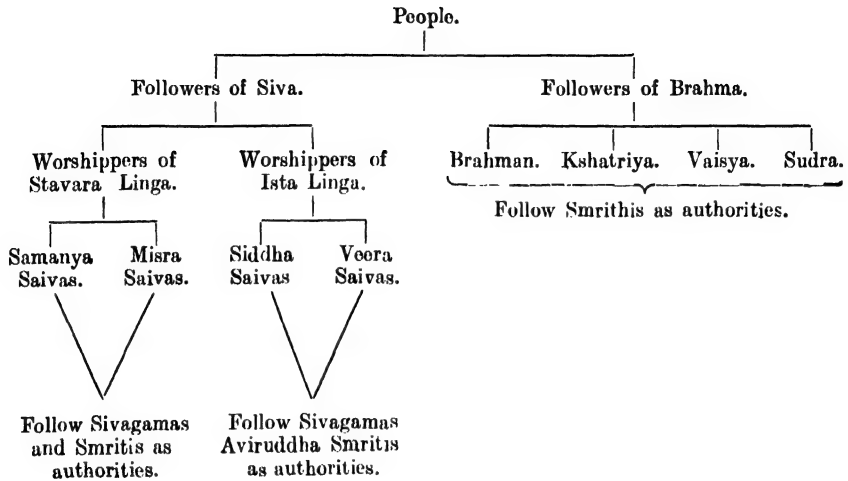 People.
Followers of Siva.
Followers of Brahma.
Worshippers of
Stavara Linga.
Worshippers of
Ista Linga.
Brahman. Kshatriya. Vaisya. Sudra.
Follow Smrithis as authorities.
Samanya
Saivas.
Misra
Saivas.
Siddha
Saivas
Veera
Saivas.
Follow Sivagamas
and Smritis as
authorities.
Follow Sivagamas
Aviruddha Smritis
as authorities.